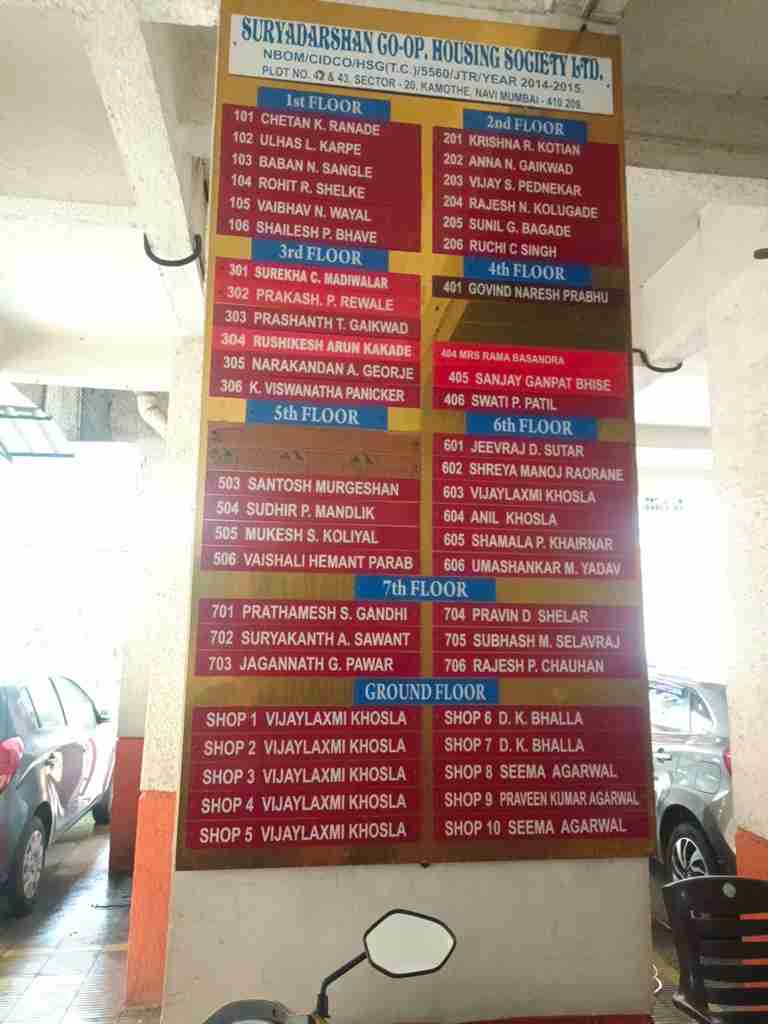 SURYADARSHAN CO-OP. HOUSING SOCIETY LTD.
NBOM/CIDCO/HSG(T.C.)/5560/JTR/YEAR 2014-2015.
PLOT NO. 42 & 43, SECTOR - 20, KAMOTHE, NAVI MUMBAI - 410 209.
1st FLOOR
101 CHETAN K. RANADE
102 ULHAS L. KARPE
103 BABAN N. SANGLE
104 ROHIT R. SHELKE
105 VAIBHAV N. WAYAL
106 SHAILESH P. BHAVE
2nd FLOOR
201 KRISHNA R. KOTIAN
202 ANNA N. GAIKWAD
203 VIJAY S. PEDNEKAR
204 RAJESH N. KOLUGADE
205 SUNIL G. BAGADE
206 RUCHI C SINGH
3rd FLOOR
301 SUREKHA C. MADIWALAR
302 PRAKASH. P. REWALE
303 PRASHANTH T. GAIKWAD
304 RUSHIKESH ARUN KAKADE
305 NARAKANDAN A. GEORJE
306 K. VISWANATHA PANICKER
4th FLOOR
401 GOVIND NARESH PRABHU
404 MRS RAMA BASANDRA
405 SANJAY GANPAT BHISE
406 SWATI P. PATIL
5th FLOOR
503 SANTOSH MURGESHAN
504 SUDHIR P. MANDLIK
505 MUKESH S. KOLIYAL
506 VAISHALI HEMANT PARAB
6th FLOOR
601 JEEVRAJ D. SUTAR
602 SHREYA MANOJ RAORANE
603 VIJAYLAXMI KHOSLA
604 ANIL KHOSLA
605 SHAMALA P. KHAIRNAR
606 UMASHANKAR M. YADAV
7th FLOOR
701 PRATHAMESH S. GANDHI
702 SURYAKANTH A. SAWANT
703 JAGANNATH G. PAWAR
704 PRAVIN D SHELAR
705 SUBHASH M. SELAVRAJ
706 RAJESH P. CHAUHAN
GROUND FLOOR
SHOP 1 VIJAYLAXMI KHOSLA
SHOP 2 VIJAYLAXMI KHOSLA
SHOP 3 VIJAYLAXMI KHOSLA
SHOP 4 VIJAYLAXMI KHOSLA
SHOP 5 VIJAYLAXMI KHOSLA
SHOP 6 D. K. BHALLA
SHOP 7 D. K. BHALLA
SHOP 8 SEEMA AGARWAL
SHOP 9 PRAVEEN KUMAR AGARWAL
SHOP 10 SEEMA AGARWAL